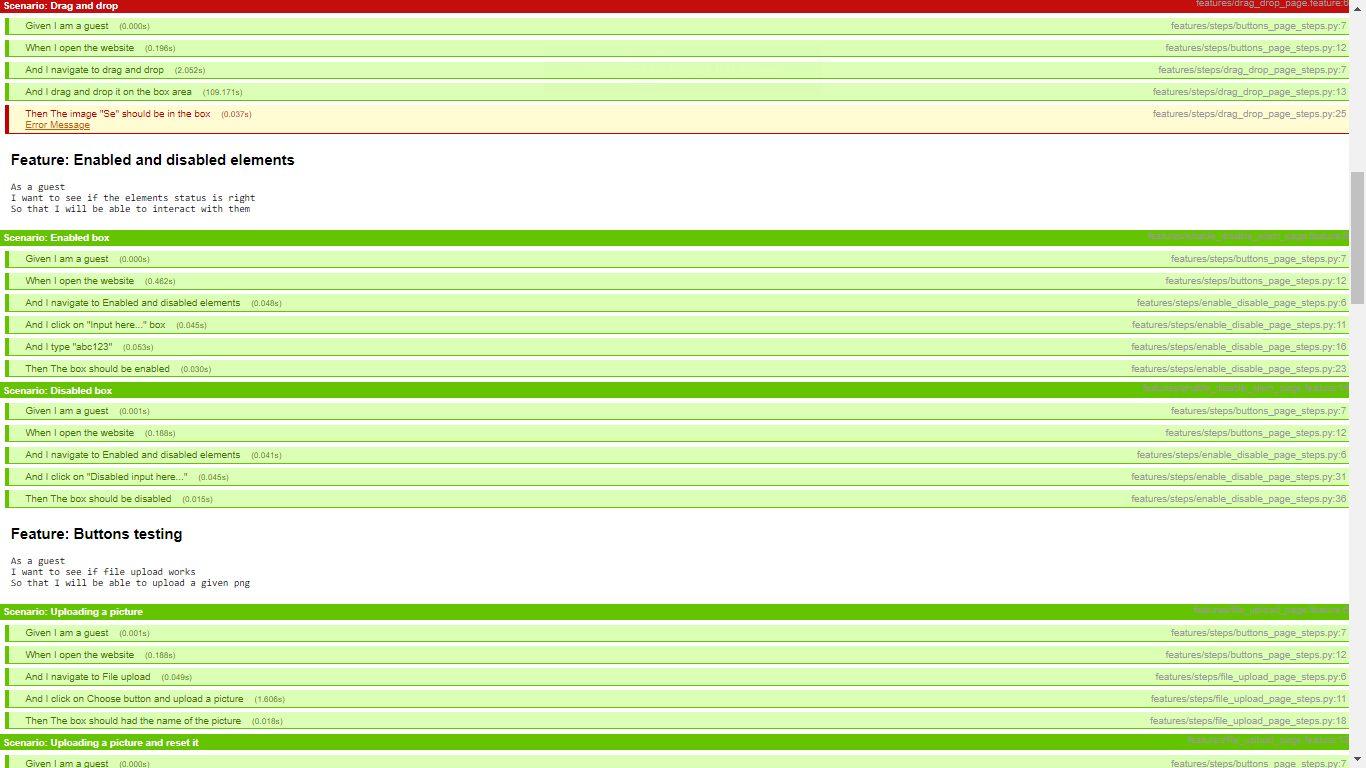 Scenario: Drag and drop features/drag_drop_page.feature:6
Given I am a guest (0.000s) features/steps/buttons_page_steps.py:7
When I open the website (0.196s) features/steps/buttons_page_steps.py:12
And I navigate to drag and drop (2.052s) features/steps/drag_drop_page_steps.py:7
And I drag and drop it on the box area (109.171s) features/steps/drag_drop_page_steps.py:13
Then The image "Se" should be in the box (0.037s) features/steps/drag_drop_page_steps.py:25
Error Message
Feature: Enabled and disabled elements
As a guest
I want to see if the elements status is right
So that I will be able to interact with them
Scenario: Enabled box
Given I am a guest (0.000s) features/steps/buttons_page_steps.py:7
When I open the website (0.462s) features/steps/buttons_page_steps.py:12
And I navigate to Enabled and disabled elements (0.048s) features/steps/enable_disable_page_steps.py:6
And I click on "Input here..." box (0.045s) features/steps/enable_disable_page_steps.py:11
And I type "abc123" (0.053s) features/steps/enable_disable_page_steps.py:16
Then The box should be enabled (0.030s) features/steps/enable_disable_page_steps.py:23
Scenario: Disabled box
Given I am a guest (0.001s) features/steps/buttons_page_steps.py:7
When I open the website (0.188s) features/steps/buttons_page_steps.py:12
And I navigate to Enabled and disabled elements (0.041s) features/steps/enable_disable_page_steps.py:6
And I click on "Disabled input here..." (0.045s) features/steps/enable_disable_page_steps.py:31
Then The box should be disabled (0.015s) features/steps/enable_disable_page_steps.py:36
Feature: Buttons testing
As a guest
I want to see if file upload works
So that I will be able to upload a given png
Scenario: Uploading a picture
Given I am a guest (0.001s) features/steps/buttons_page_steps.py:7
When I open the website (0.188s) features/steps/buttons_page_steps.py:12
And I navigate to File upload (0.049s) features/steps/file_upload_page_steps.py:6
And I click on Choose button and upload a picture (1.606s) features/steps/file_upload_page_steps.py:11
Then The box should had the name of the picture (0.018s) features/steps/file_upload_page_steps.py:18
Scenario: Uploading a picture and reset it
Given I am a guest (0.000s) features/steps/buttons_page_steps.py:7